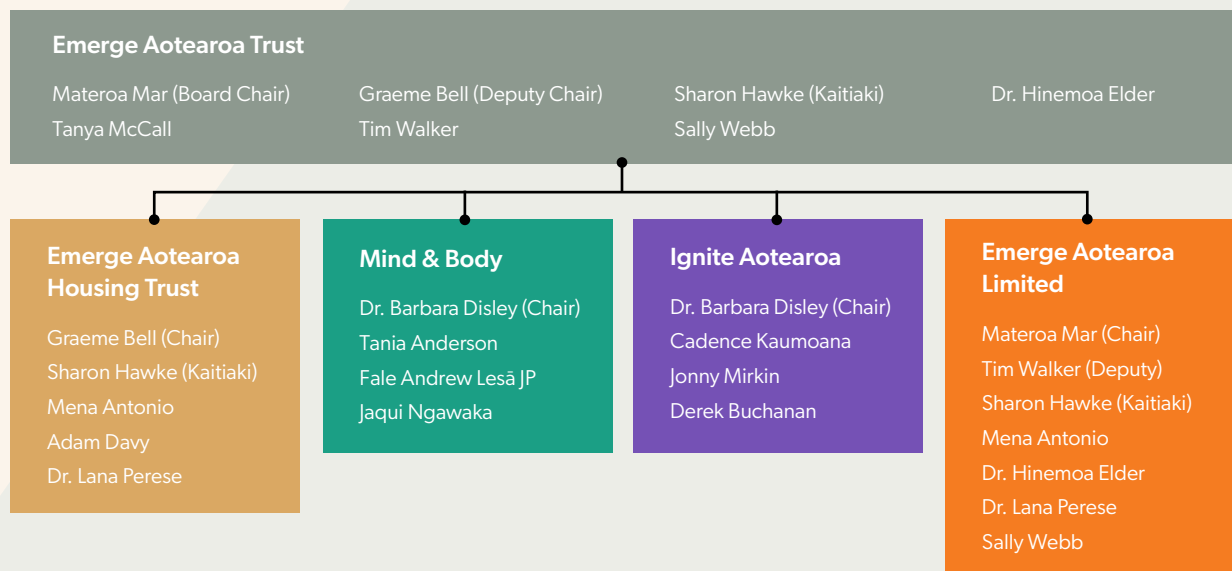 Emerge Aotearoa Trust
Materoa Mar (Board Chair)
Tanya McCall
Graeme Bell (Deputy Chair)
Tim Walker
Sharon Hawke (Kaitiaki)
Sally Webb
Dr. Hinemoa Elder
Emerge Aotearoa
Housing Trust
Graeme Bell (Chair)
Sharon Hawke (Kaitiaki)
Mena Antonio
Adam Davy
Dr. Lana Perese
Mind & Body
Dr. Barbara Disley (Chair)
Tania Anderson
Fale Andrew Lesā JP
Jaqui Ngawaka
Ignite Aotearoa
Dr. Barbara Disley (Chair)
Cadence Kaumoana
Jonny Mirkin
Derek Buchanan
Emerge Aotearoa
Limited
Materoa Mar (Chair)
Tim Walker (Deputy)
Sharon Hawke (Kaitiaki)
Mena Antonio
Dr. Hinemoa Elder
Dr. Lana Perese
Sally Webb